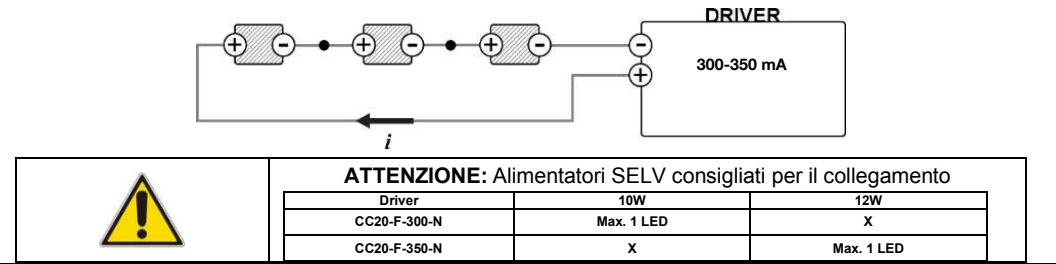 DRIVER
+ - + - + - -
300-350 mA
+
i
ATTENZIONE: Alimentatori SELV consigliati per il collegamento
Driver 10W 12W
CC20-F-300-N Max. 1 LED X
CC20-F-350-N X Max. 1 LED